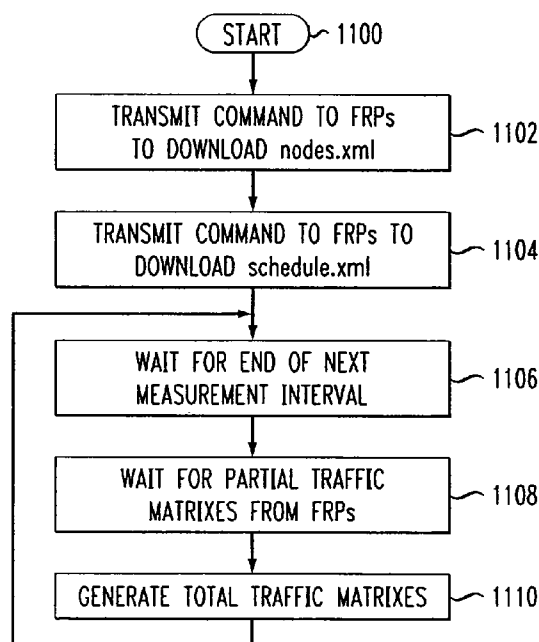 START
1100
TRANSMIT COMMAND TO FRPs
TO DOWNLOAD nodes.xml
1102
TRANSMIT COMMAND TO FRPs TO
DOWNLOAD schedule.xml
1104
WAIT FOR END OF NEXT
MEASUREMENT INTERVAL
1106
WAIT FOR PARTIAL TRAFFIC
MATRIXES FROM FRPs
1108
GENERATE TOTAL TRAFFIC MATRIXES
1110